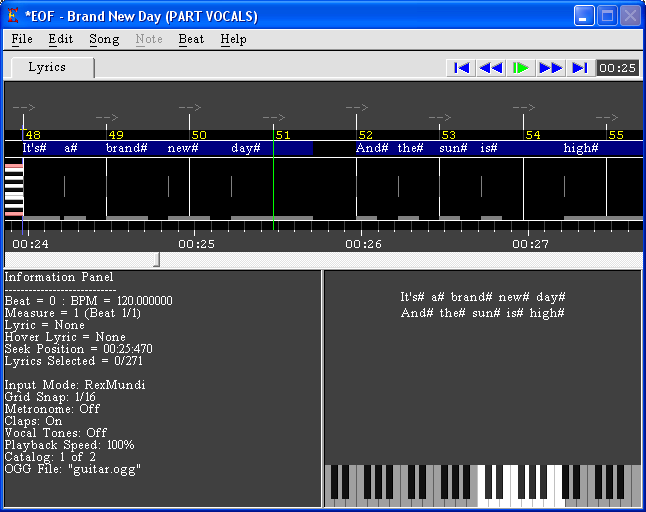 *EOF - Brand New Day (PART VOCALS)
File Edit Song Note Beat Help
Lyrics
00:25
--> --> --> --> --> --> -->
48 49 50 51 52 53 54 55
It's# a# brand# new# day# And# the# sun# is# high#
00:24 00:25 00:26 00:27
Information Panel
----------------------------
Beat = 0 : BPM = 120.000000
Measure = 1 (Beat 1/1)
Lyric = None
Hover Lyric = None
Seek Position = 00:25:470
Lyrics Selected = 0/271
Input Mode: RexMundi
Grid Snap: 1/16
Metronome: Off
Claps: On
Vocal Tones: Off
Playback Speed: 100%
Catalog: 1 of 2
OGG File: "guitar.ogg"
It's# a# brand# new# day#
And# the# sun# is# high#